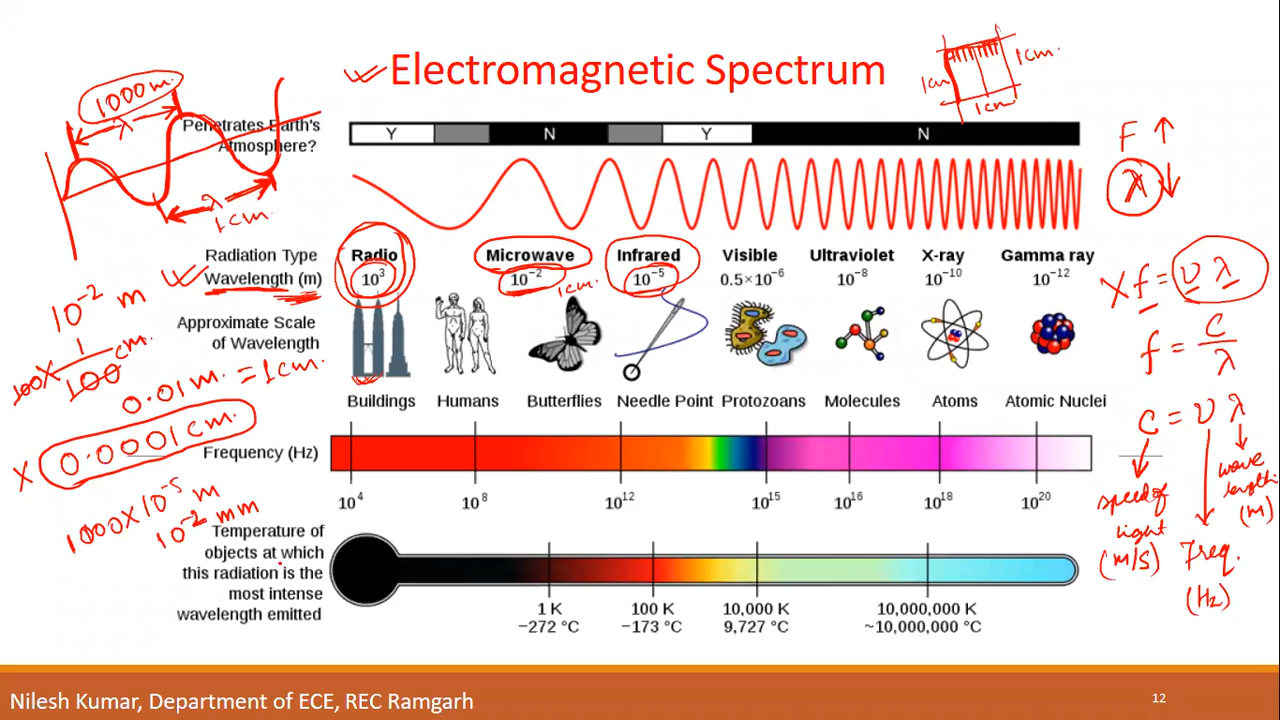 Electromagnetic Spectrum
1000m.
λ
λ
1cm.
1cm
1cm.
1cm
Penetrates Earth's
Atmosphere?
Y N Y N
F ↑
λ ↓
Radiation Type
Radio Microwave Infrared Visible Ultraviolet X-ray Gamma ray
Wavelength (m)
10³ 10⁻² 10⁻⁵ 0.5×10⁻⁶ 10⁻⁸ 10⁻¹⁰ 10⁻¹²
1cm.
X f = υ λ
f = C/λ
10⁻² m
100 × 1/100 cm.
0.01m. = 1cm.
X 0.0001cm.
1000 × 10⁻⁵ m
10⁻² mm
Approximate Scale
of Wavelength
Buildings Humans Butterflies Needle Point Protozoans Molecules Atoms Atomic Nuclei
C = υ λ
speed of
light
(m/s)
Freq.
(Hz)
wave
length
(m)
Frequency (Hz)
10⁴ 10⁸ 10¹² 10¹⁵ 10¹⁶ 10¹⁸ 10²⁰
Temperature of
objects at which
this radiation is the
most intense
wavelength emitted
1 K 100 K 10,000 K 10,000,000 K
−272 °C −173 °C 9,727 °C ~10,000,000 °C
Nilesh Kumar, Department of ECE, REC Ramgarh
12